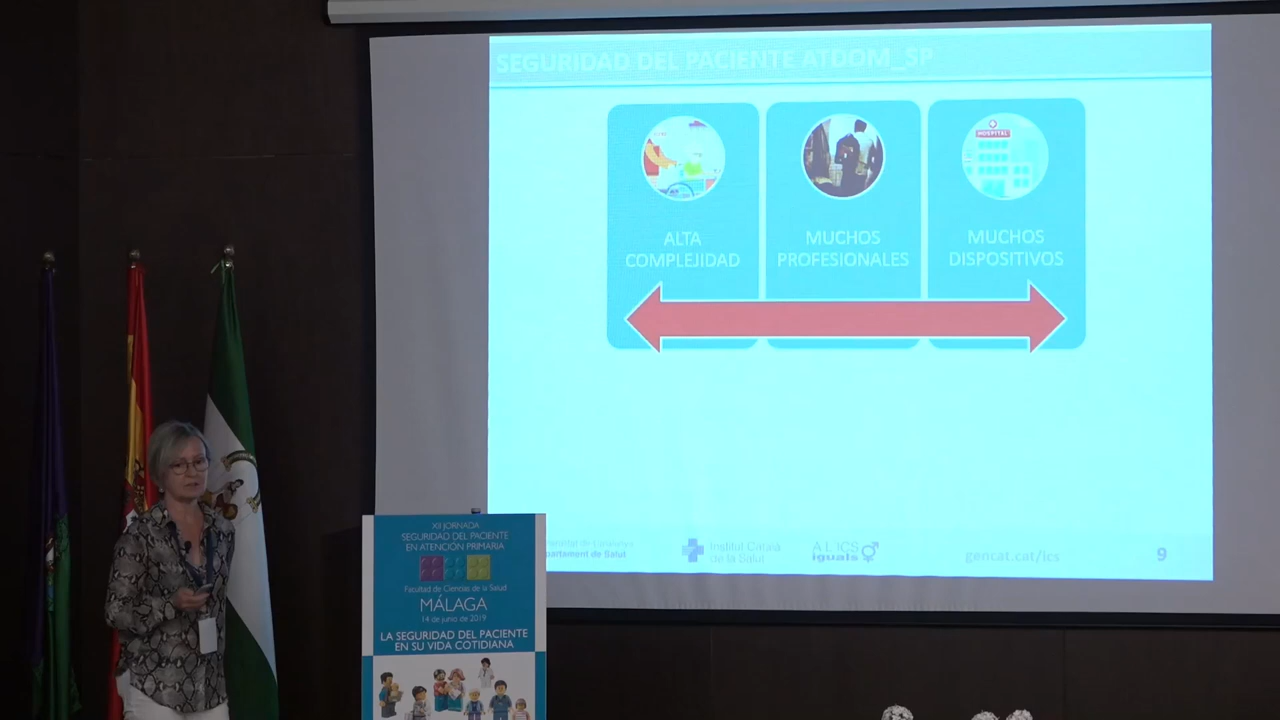 SEGURIDAD DEL PACIENTE ATDOM_SP
HOSPITAL
ALTA
COMPLEJIDAD
MUCHOS
PROFESIONALES
MUCHOS
DISPOSITIVOS
Departament de Salut
Institut Català
de la Salut
A L'ICS
iguals
gencat.cat/ics
9
XII JORNADA
SEGURIDAD DEL PACIENTE
EN ATENCIÓN PRIMARIA
Facultad de Ciencias de la Salud
MÁLAGA
14 de junio de 2019
LA SEGURIDAD DEL PACIENTE
EN SU VIDA COTIDIANA